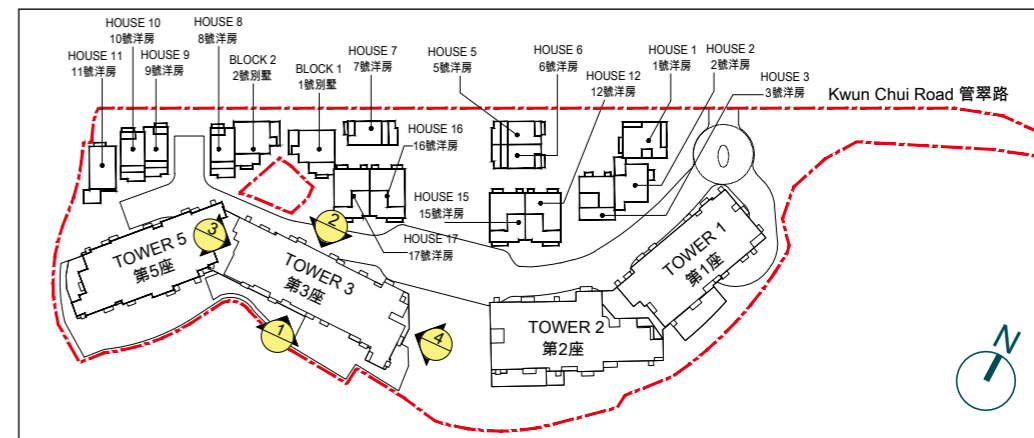 HOUSE 10
10號洋房
HOUSE 8
8號洋房
HOUSE 11
11號洋房
HOUSE 9
9號洋房
BLOCK 2
2號別墅
BLOCK 1
1號別墅
HOUSE 7
7號洋房
HOUSE 5
5號洋房
HOUSE 6
6號洋房
HOUSE 1
1號洋房
HOUSE 2
2號洋房
HOUSE 12
12號洋房
HOUSE 3
3號洋房
Kwun Chui Road 管翠路
HOUSE 16
16號洋房
HOUSE 15
15號洋房
HOUSE 17
17號洋房
TOWER 5
第5座
3
2
TOWER 3
第3座
1
4
TOWER 2
第2座
TOWER 1
第1座
N